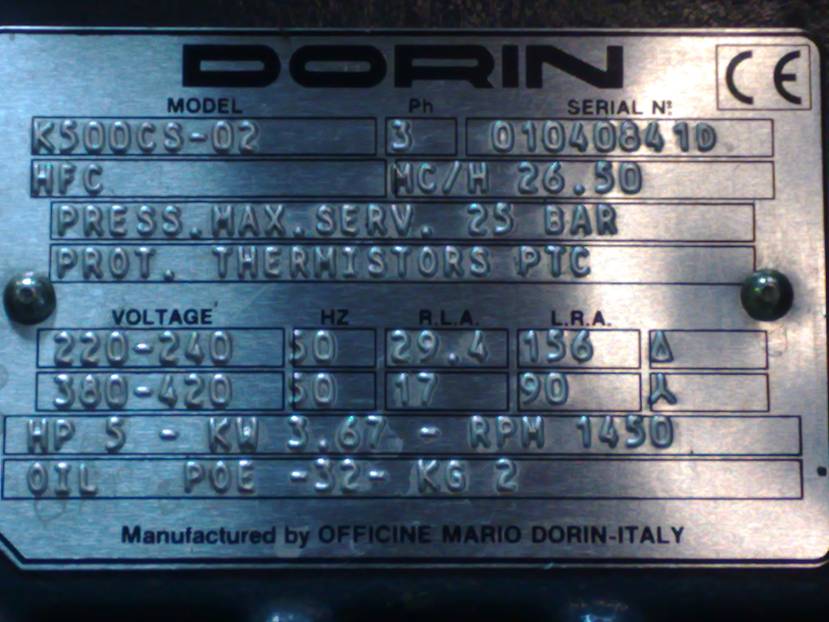 DORIN
CE
MODEL Ph SERIAL Nº
K500CS-02 3 010408410
HFC MC/H 26.50
PRESS.MAX.SERV. 25 BAR
PROT. THERMISTORS PTC
VOLTAGE HZ R.L.A. L.R.A.
220-240 50 29.4 156 Δ
380-420 50 17 90 Y
HP 5 - KW 3.67 - RPM 1450
OIL POE -32- KG 2
Manufactured by OFFICINE MARIO DORIN-ITALY